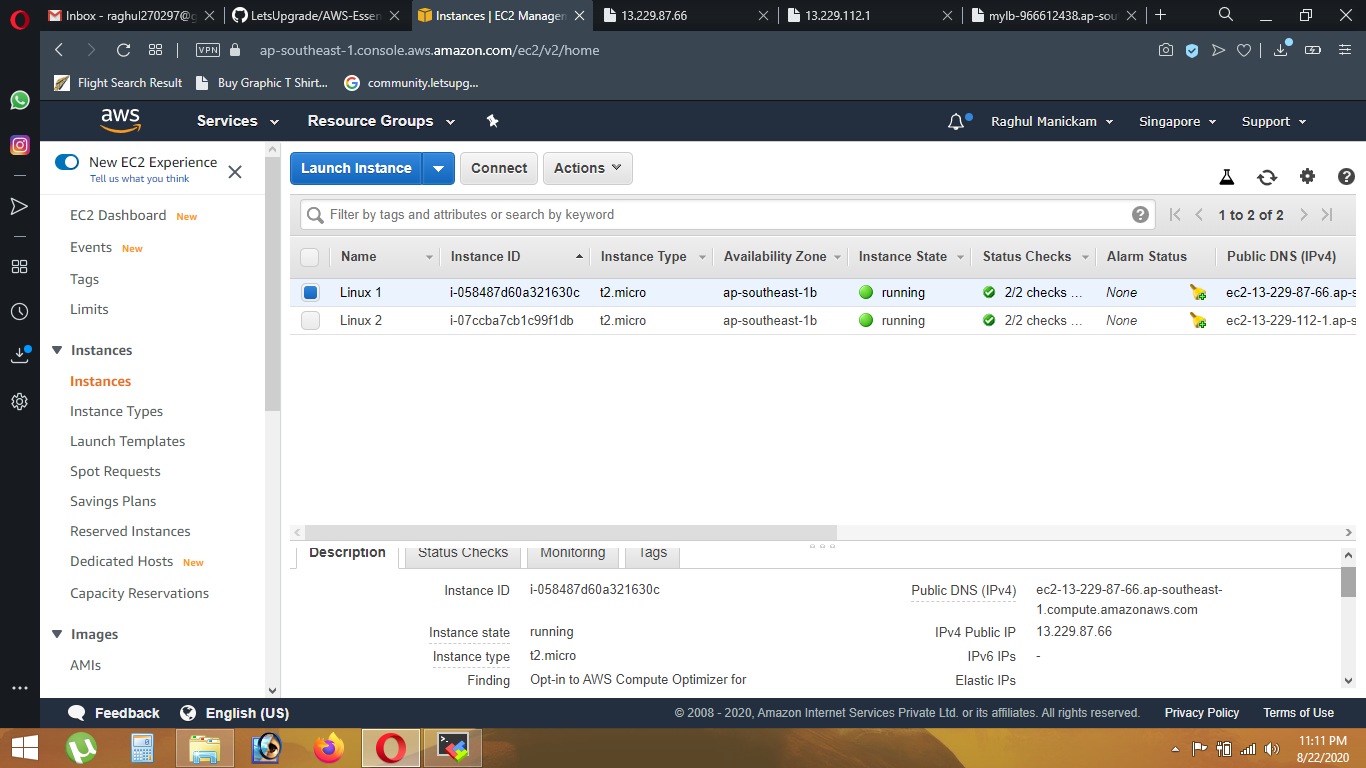 Inbox - raghul270297@g
LetsUpgrade/AWS-Essen
Instances | EC2 Managem
13.229.87.66
13.229.112.1
mylb-966612438.ap-sou
VPN
ap-southeast-1.console.aws.amazon.com/ec2/v2/home
Flight Search Result
Buy Graphic T Shirt...
community.letsupg...
aws
Services
Resource Groups
Raghul Manickam
Singapore
Support
New EC2 Experience
Tell us what you think
EC2 Dashboard New
Events New
Tags
Limits
Instances
Instances
Instance Types
Launch Templates
Spot Requests
Savings Plans
Reserved Instances
Dedicated Hosts New
Capacity Reservations
Images
AMIs
Launch Instance
Connect
Actions
Filter by tags and attributes or search by keyword
1 to 2 of 2
Name Instance ID Instance Type Availability Zone Instance State Status Checks Alarm Status Public DNS (IPv4)
Linux 1 i-058487d60a321630c t2.micro ap-southeast-1b running 2/2 checks ... None ec2-13-229-87-66.ap-s
Linux 2 i-07ccba7cb1c99f1db t2.micro ap-southeast-1b running 2/2 checks ... None ec2-13-229-112-1.ap-s
Description
Status Checks
Monitoring
Tags
Instance ID i-058487d60a321630c
Instance state running
Instance type t2.micro
Finding Opt-in to AWS Compute Optimizer for
Public DNS (IPv4) ec2-13-229-87-66.ap-southeast-
1.compute.amazonaws.com
IPv4 Public IP 13.229.87.66
IPv6 IPs -
Elastic IPs
Feedback
English (US)
© 2008 - 2020, Amazon Internet Services Private Ltd. or its affiliates. All rights reserved.
Privacy Policy
Terms of Use
11:11 PM
8/22/2020